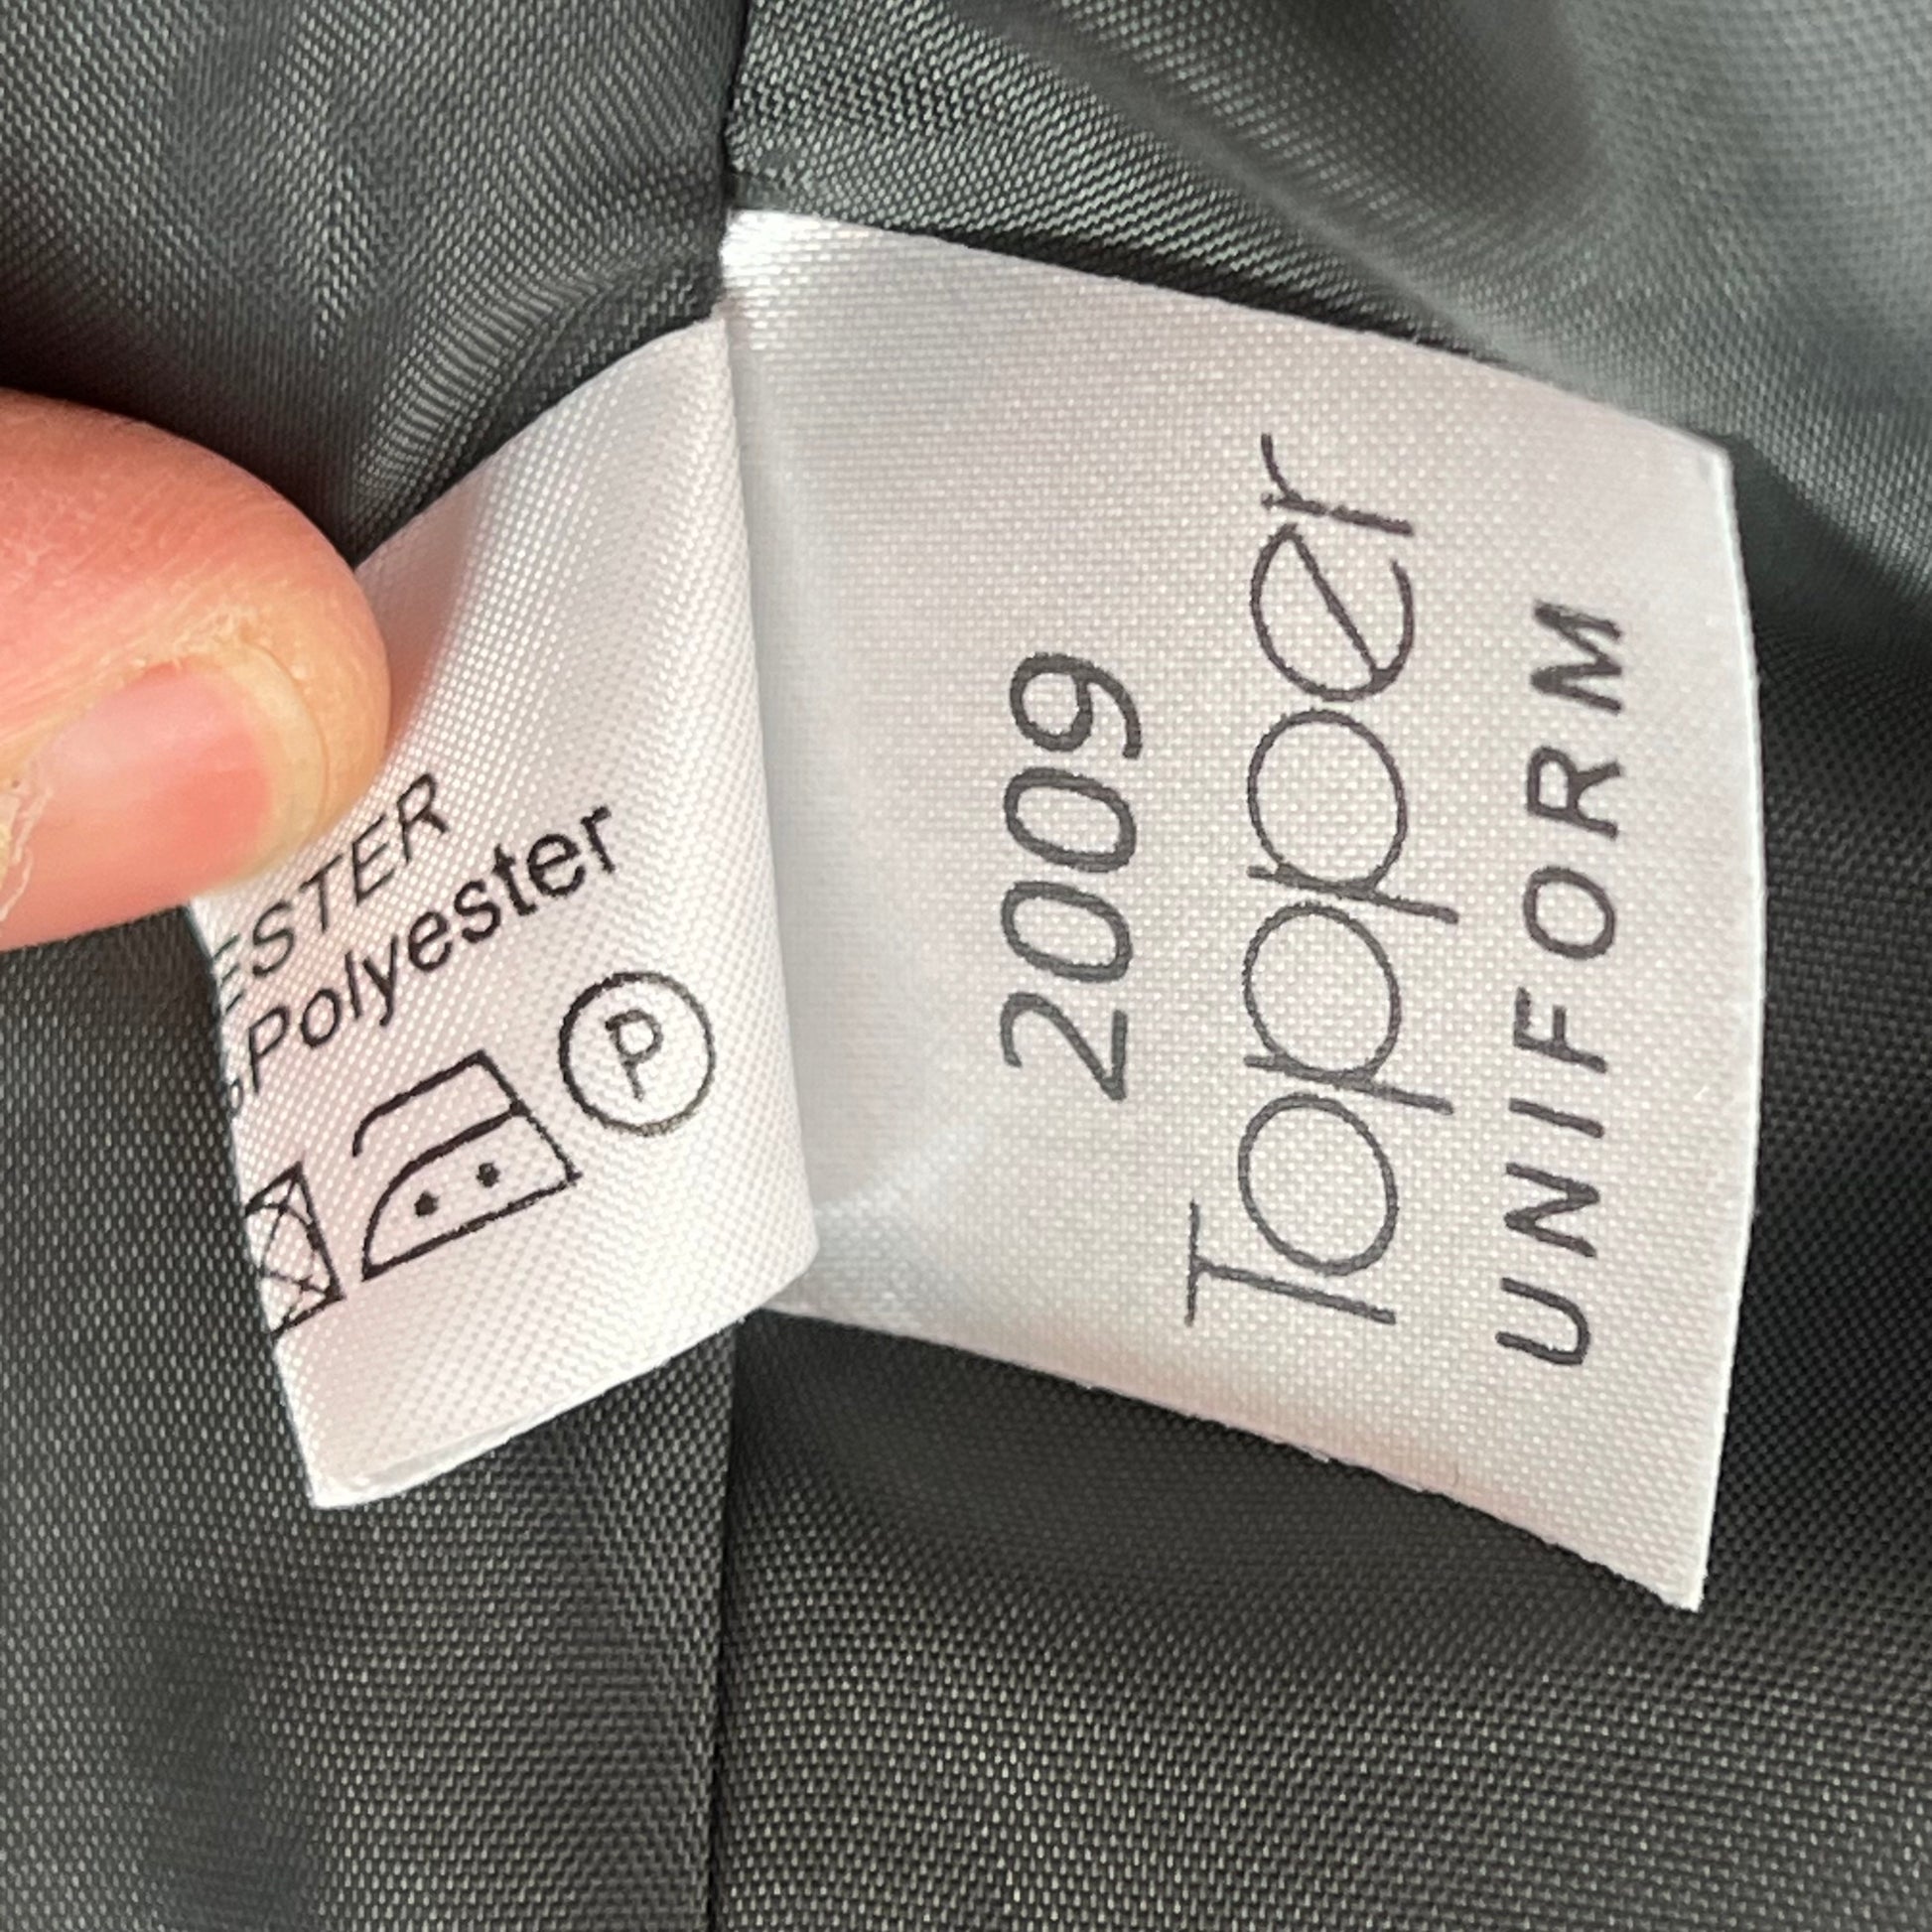 ESTER
Polyester
P
2009
Topper
UNIFORM